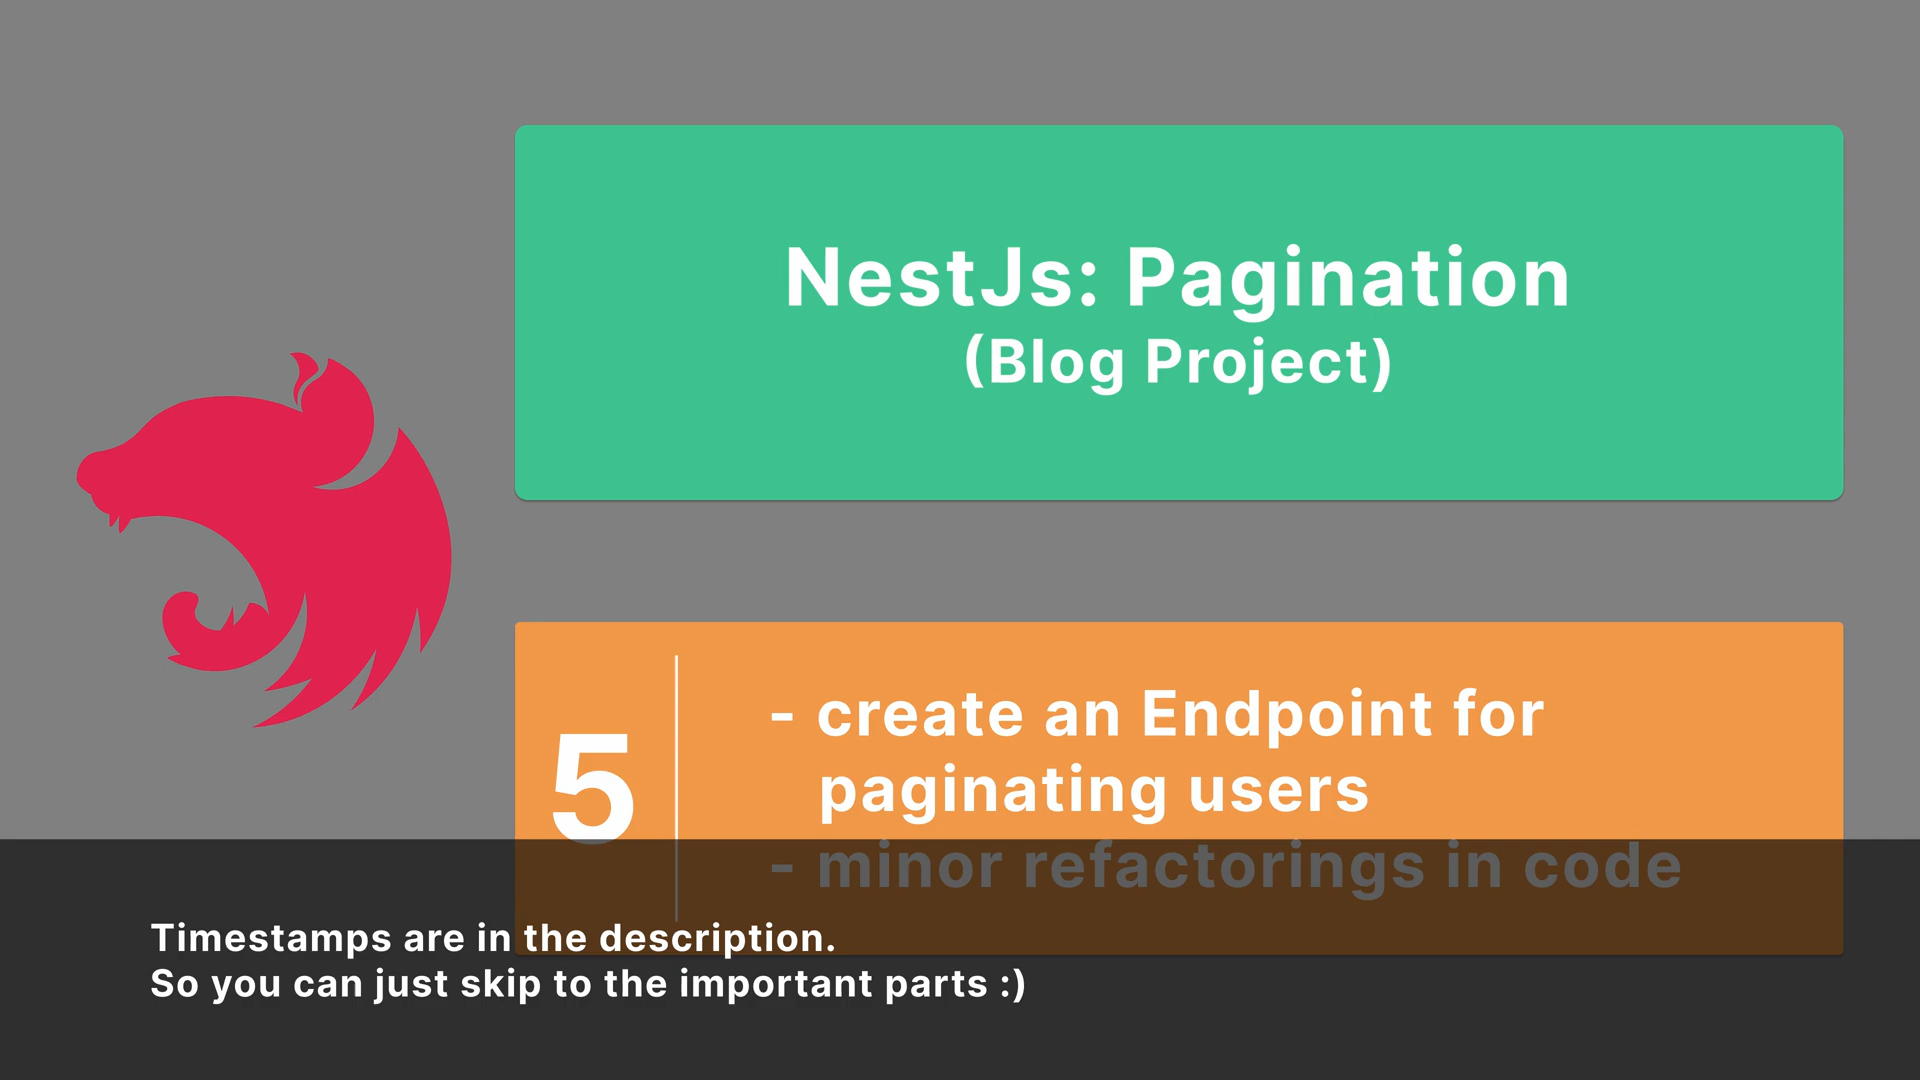 NestJs: Pagination
(Blog Project)
5
- create an Endpoint for
paginating users
- minor refactorings in code
Timestamps are in the description.
So you can just skip to the important parts :)